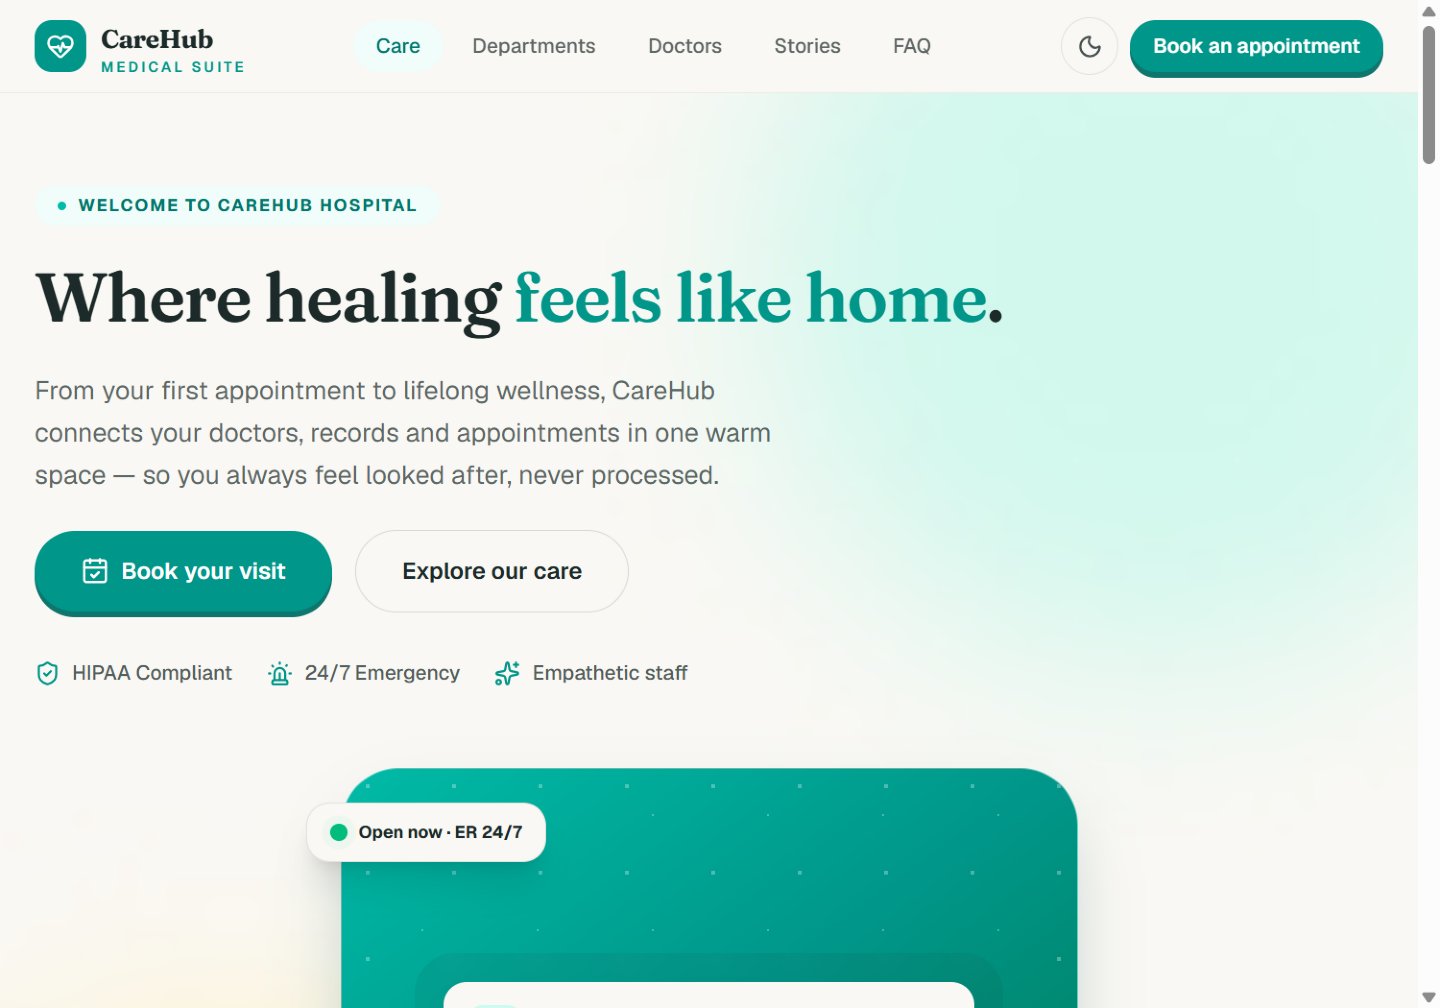 CareHub
MEDICAL SUITE
Care
Departments
Doctors
Stories
FAQ
Book an appointment
WELCOME TO CAREHUB HOSPITAL
Where healing feels like home.
From your first appointment to lifelong wellness, CareHub
connects your doctors, records and appointments in one warm
space — so you always feel looked after, never processed.
Book your visit
Explore our care
HIPAA Compliant
24/7 Emergency
Empathetic staff
Open now · ER 24/7